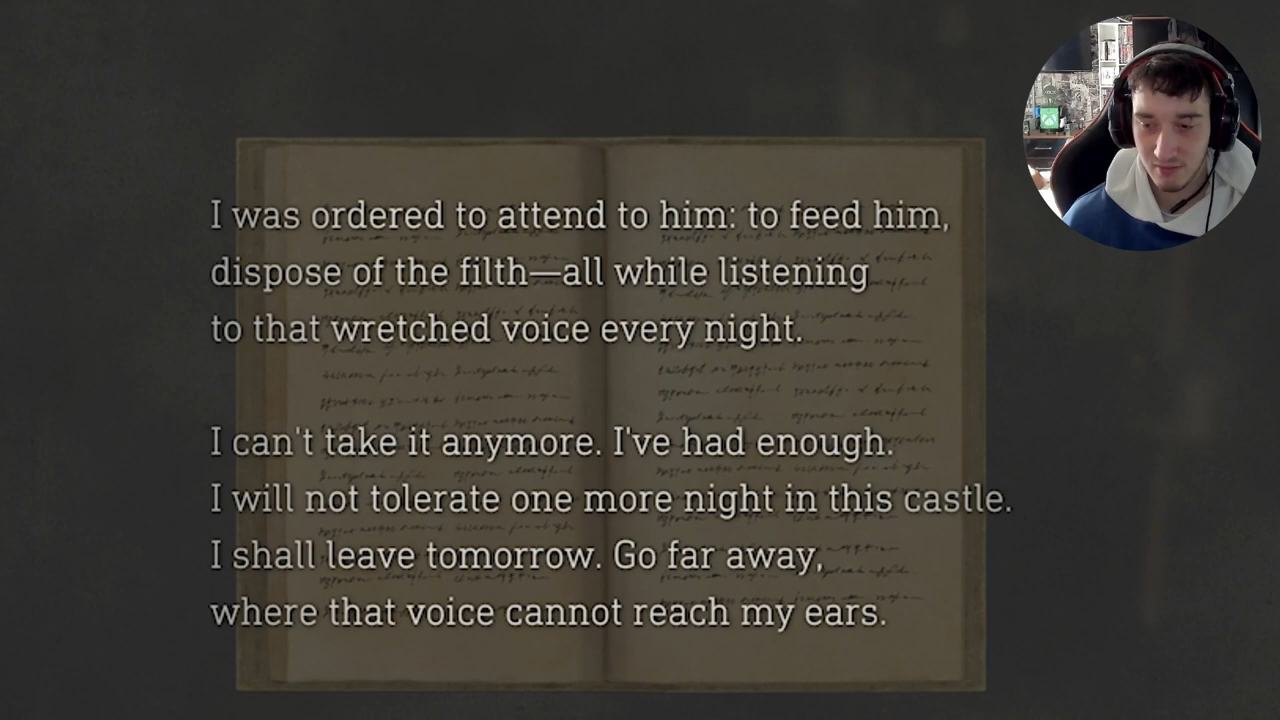 I was ordered to attend to him: to feed him,
dispose of the filth—all while listening
to that wretched voice every night.
I can't take it anymore. I've had enough.
I will not tolerate one more night in this castle.
I shall leave tomorrow. Go far away,
where that voice cannot reach my ears.